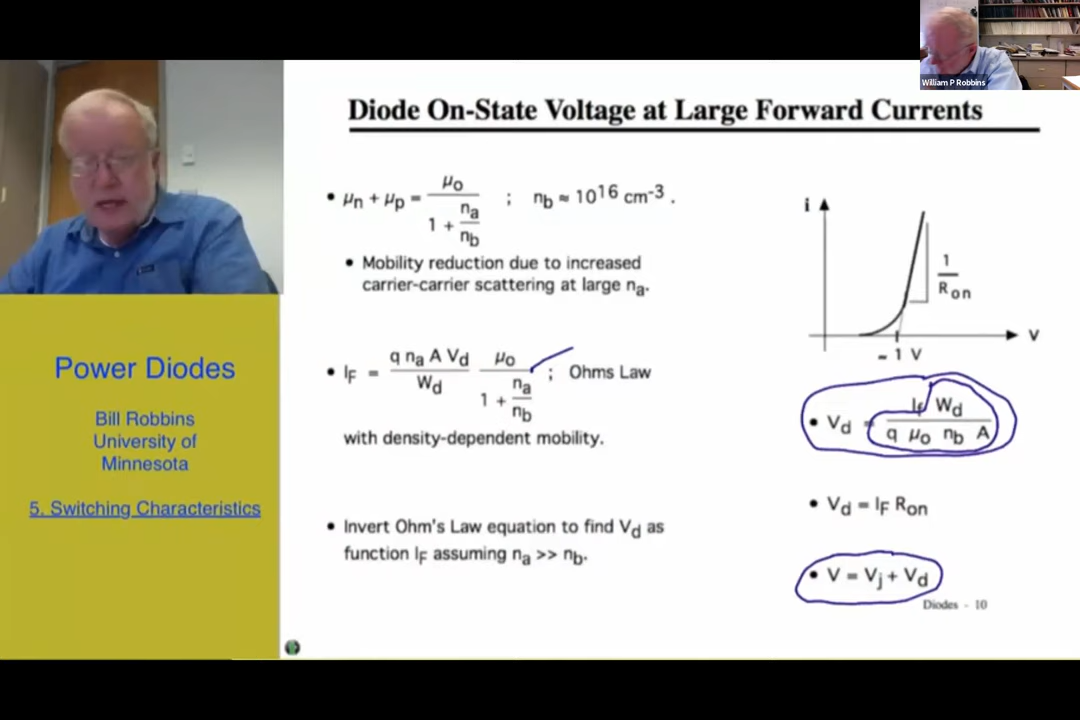 William P Robbins
Diode On-State Voltage at Large Forward Currents
• μn + μp = μo / (1 + na/nb) ; nb ≈ 10^16 cm^-3 .
• Mobility reduction due to increased
carrier-carrier scattering at large na.
i
1
Ron
V
~ 1 V
• IF = q na A Vd / Wd μo / (1 + na/nb) ; Ohms Law
with density-dependent mobility.
• Vd = If Wd / q μo nb A
• Vd = IF Ron
• Invert Ohm's Law equation to find Vd as
function IF assuming na >> nb.
• V = Vj + Vd
Diodes - 10
Power Diodes
Bill Robbins
University of
Minnesota
5. Switching Characteristics